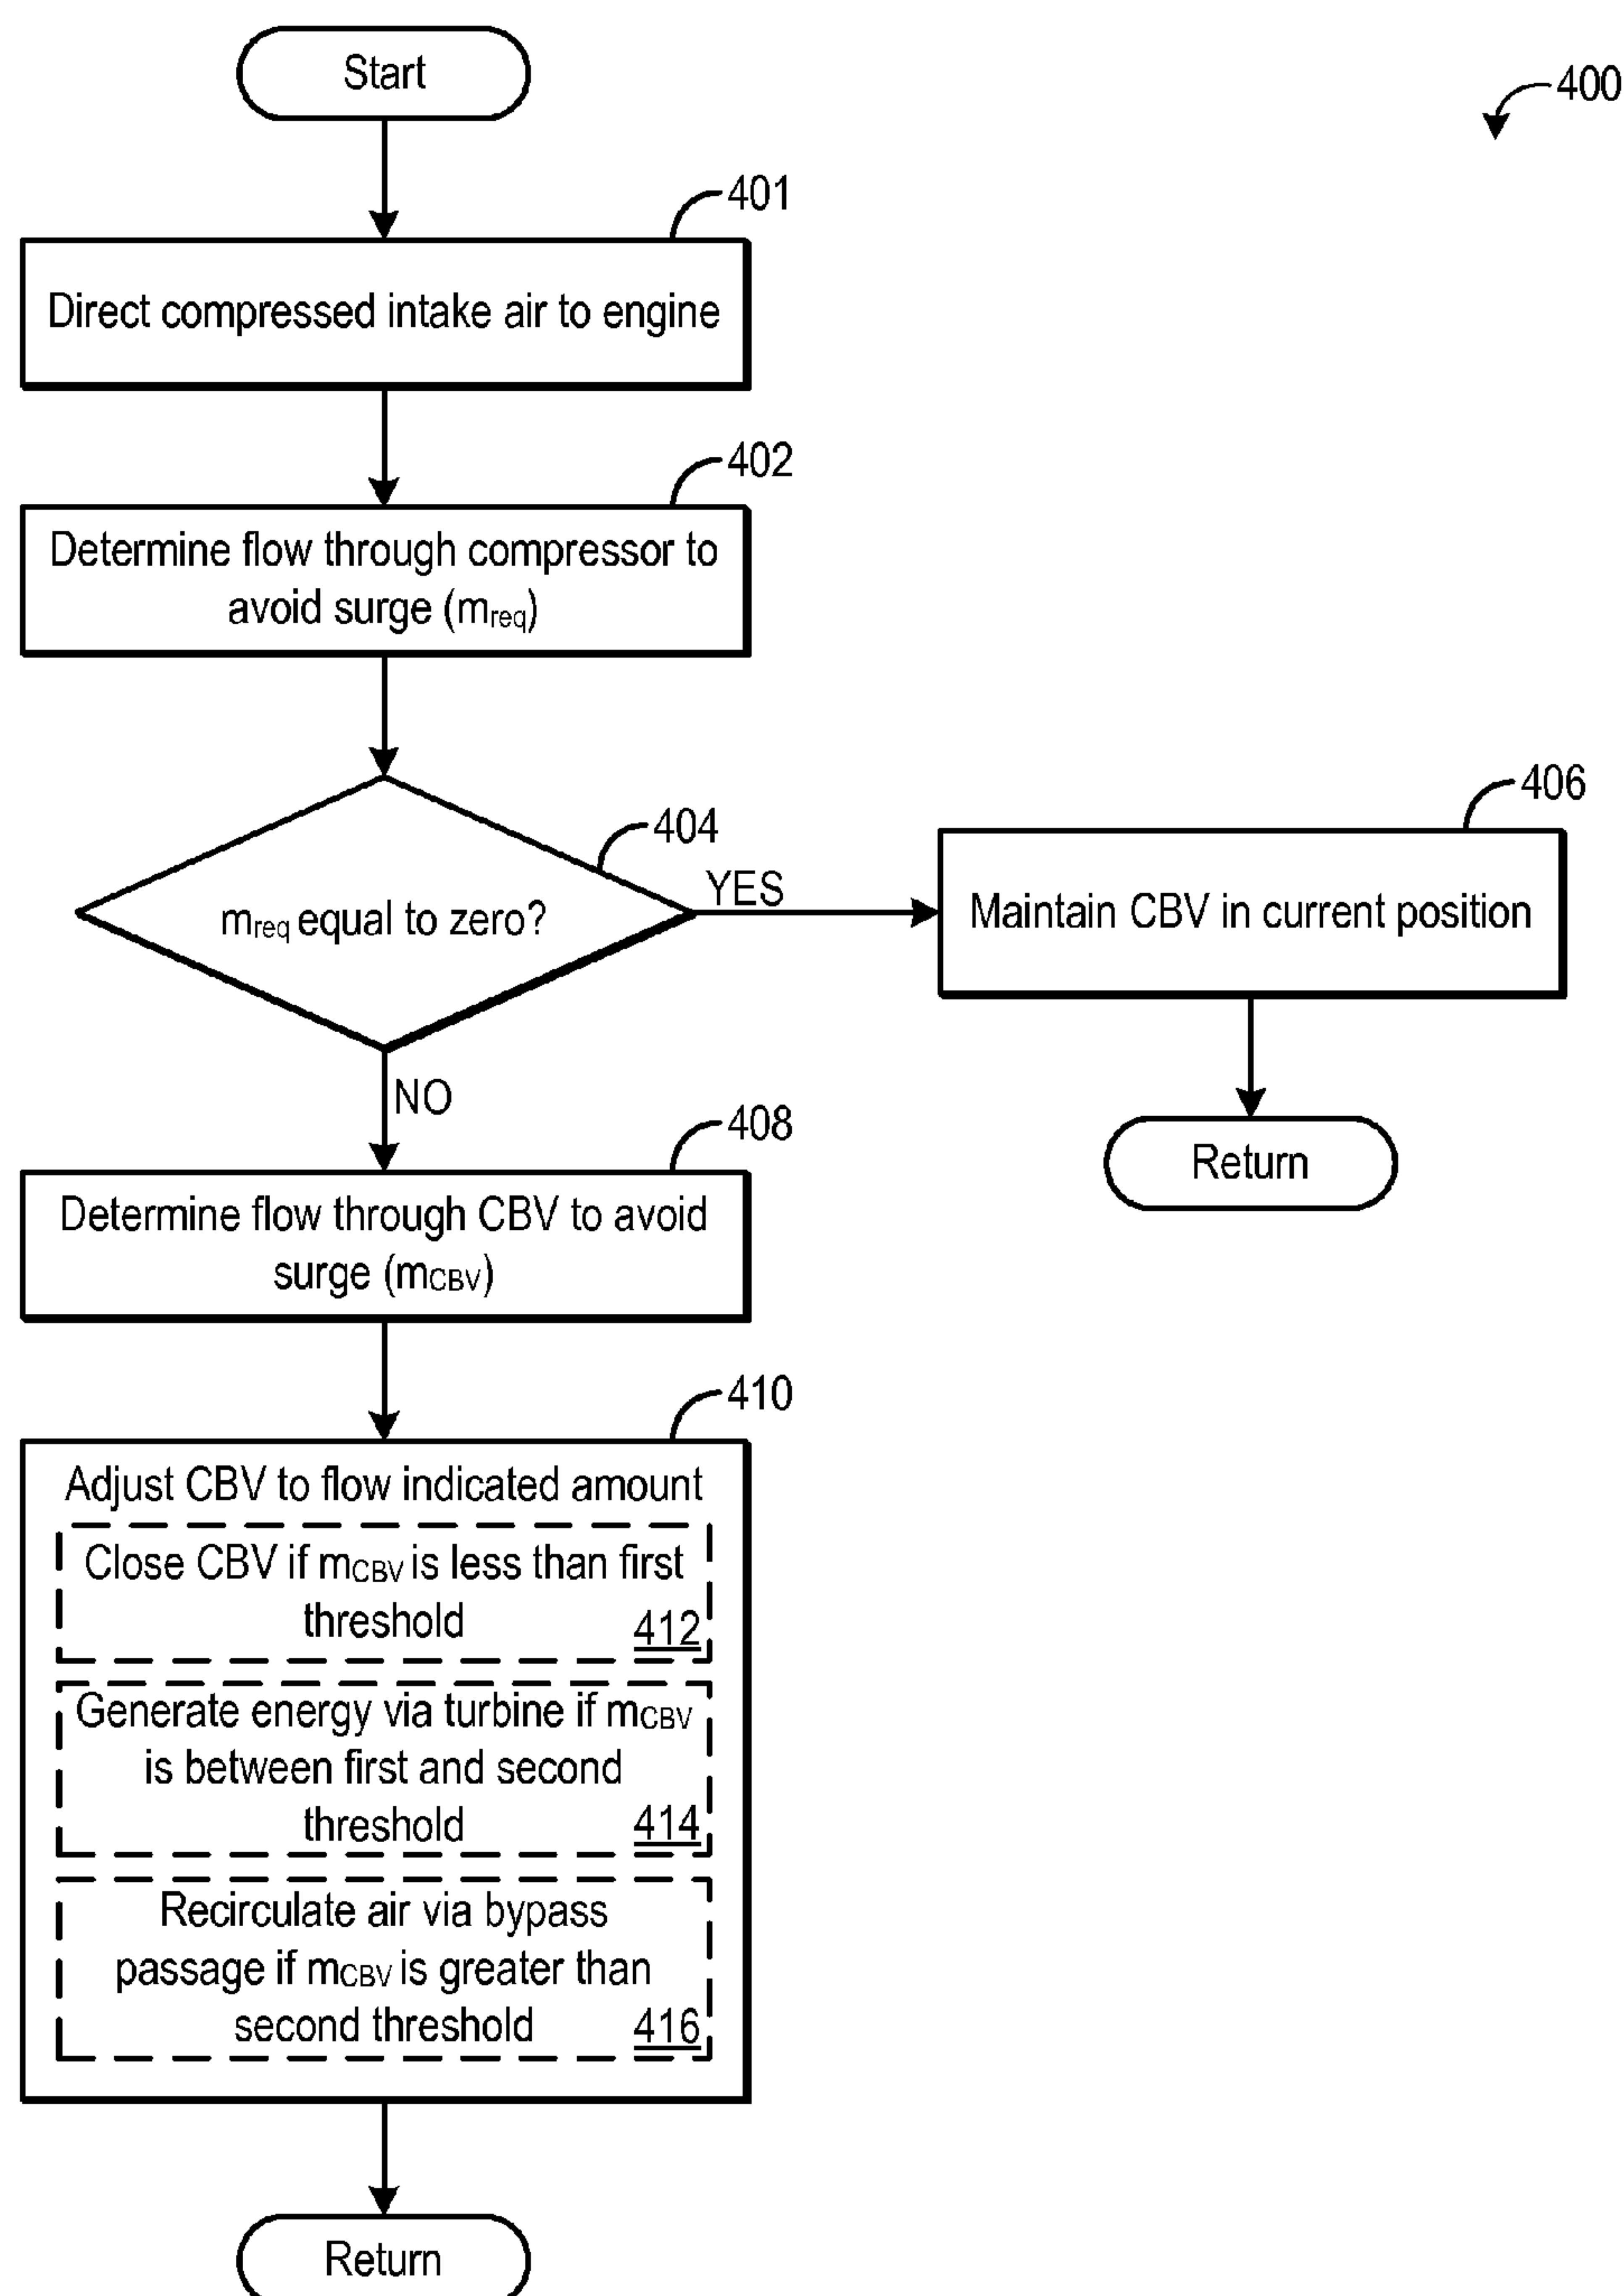 Start
400
401
Direct compressed intake air to engine
402
Determine flow through compressor to
avoid surge (mreq)
404
mreq equal to zero?
YES
406
Maintain CBV in current position
Return
NO
408
Determine flow through CBV to avoid
surge (mCBV)
410
Adjust CBV to flow indicated amount
Close CBV if mCBV is less than first
threshold
412
Generate energy via turbine if mCBV
is between first and second
threshold
414
Recirculate air via bypass
passage if mCBV is greater than
second threshold
416
Return